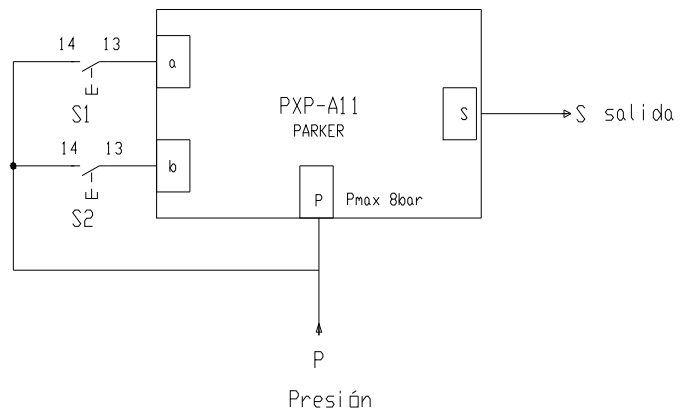 14 13
a
S1
PXP-A11
PARKER
S
S salida
14 13
b
S2
P
Pmax 8bar
P
Presión